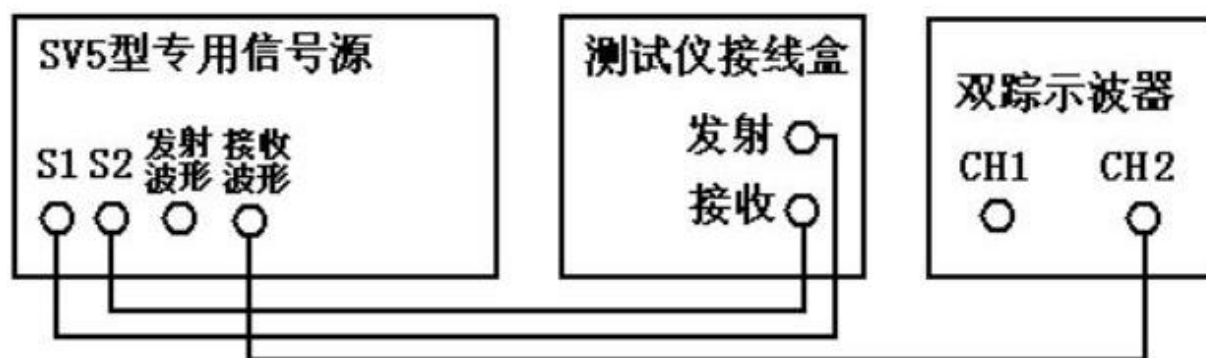 SV5型专用信号源
S1 S2 发射波形 接收波形
测试仪接线盒
发射
接收
双踪示波器
CH1 CH2